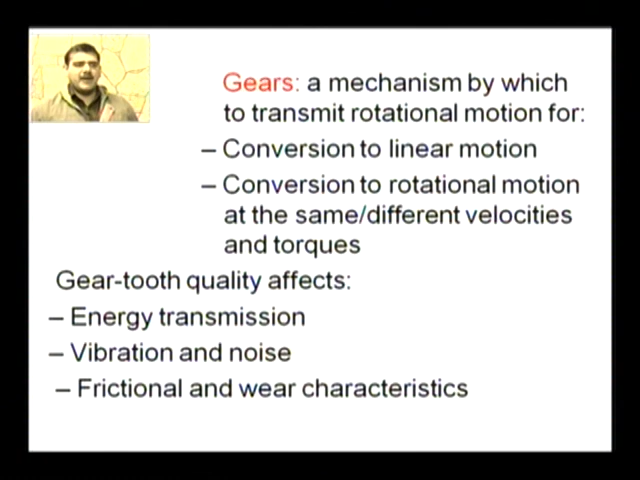 Gears: a mechanism by which
to transmit rotational motion for:
– Conversion to linear motion
– Conversion to rotational motion
at the same/different velocities
and torques
Gear-tooth quality affects:
– Energy transmission
– Vibration and noise
– Frictional and wear characteristics